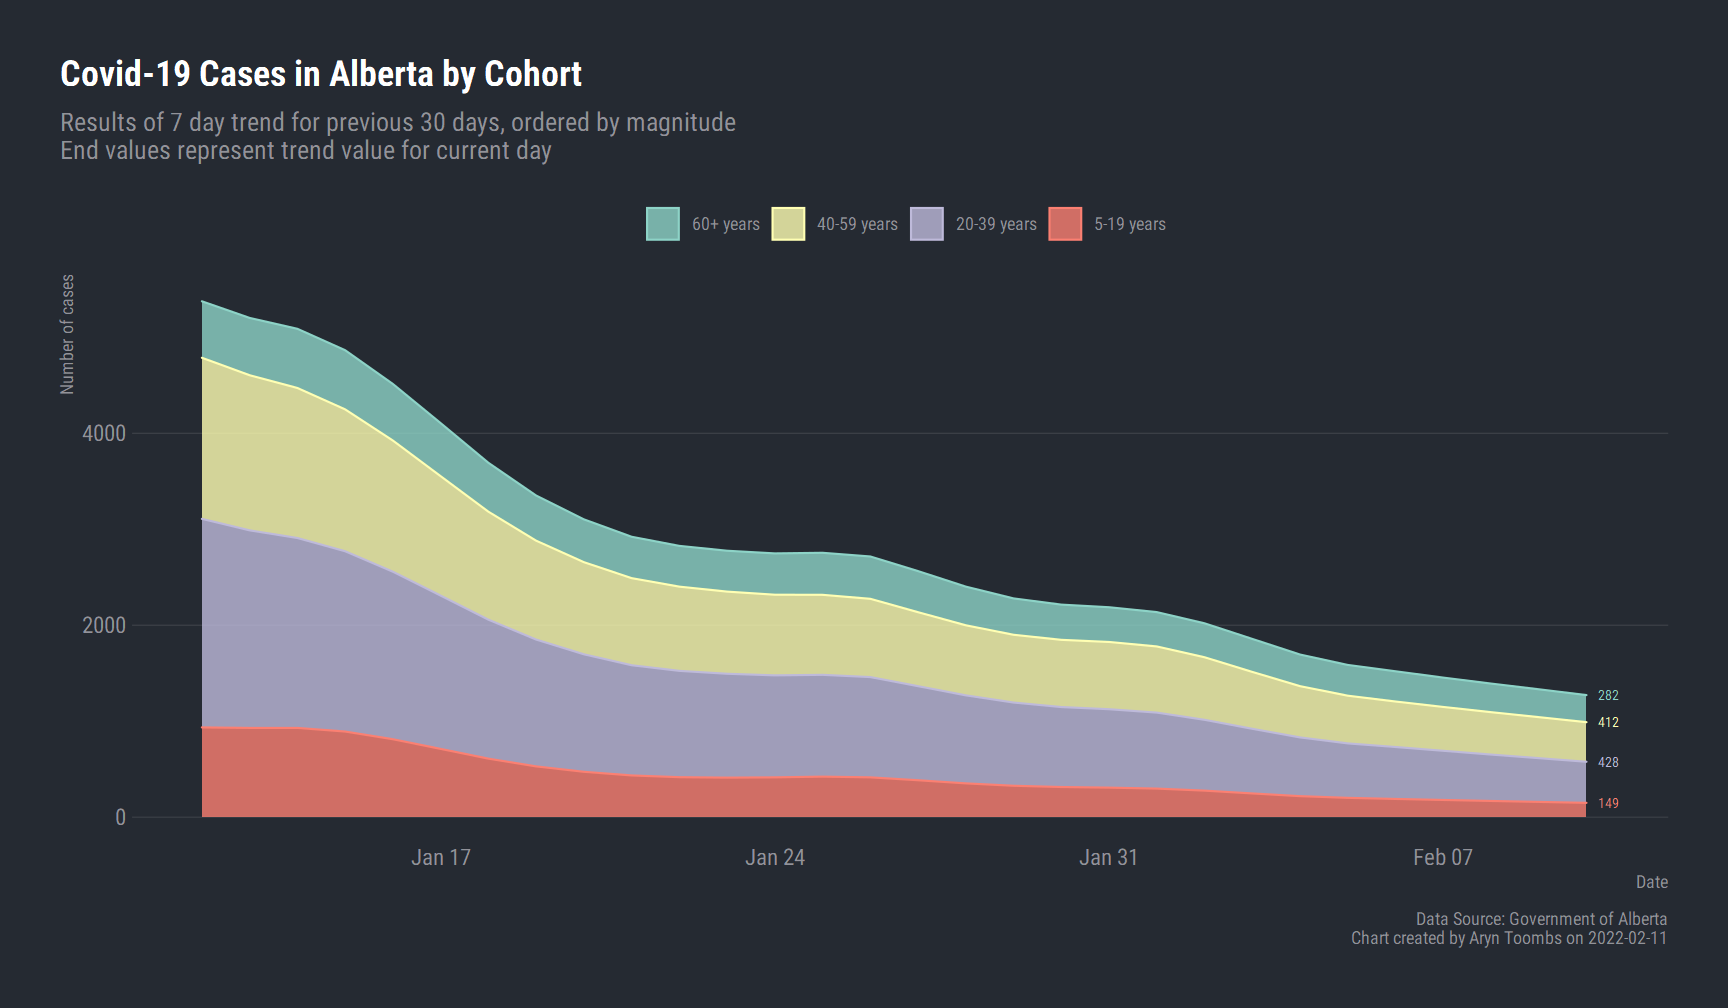 Covid-19 Cases in Alberta by Cohort
Results of 7 day trend for previous 30 days, ordered by magnitude
End values represent trend value for current day
60+ years
40-59 years
20-39 years
5-19 years
Number of cases
4000
2000
0
282
412
428
149
Jan 17
Jan 24
Jan 31
Feb 07
Date
Data Source: Government of Alberta
Chart created by Aryn Toombs on 2022-02-11